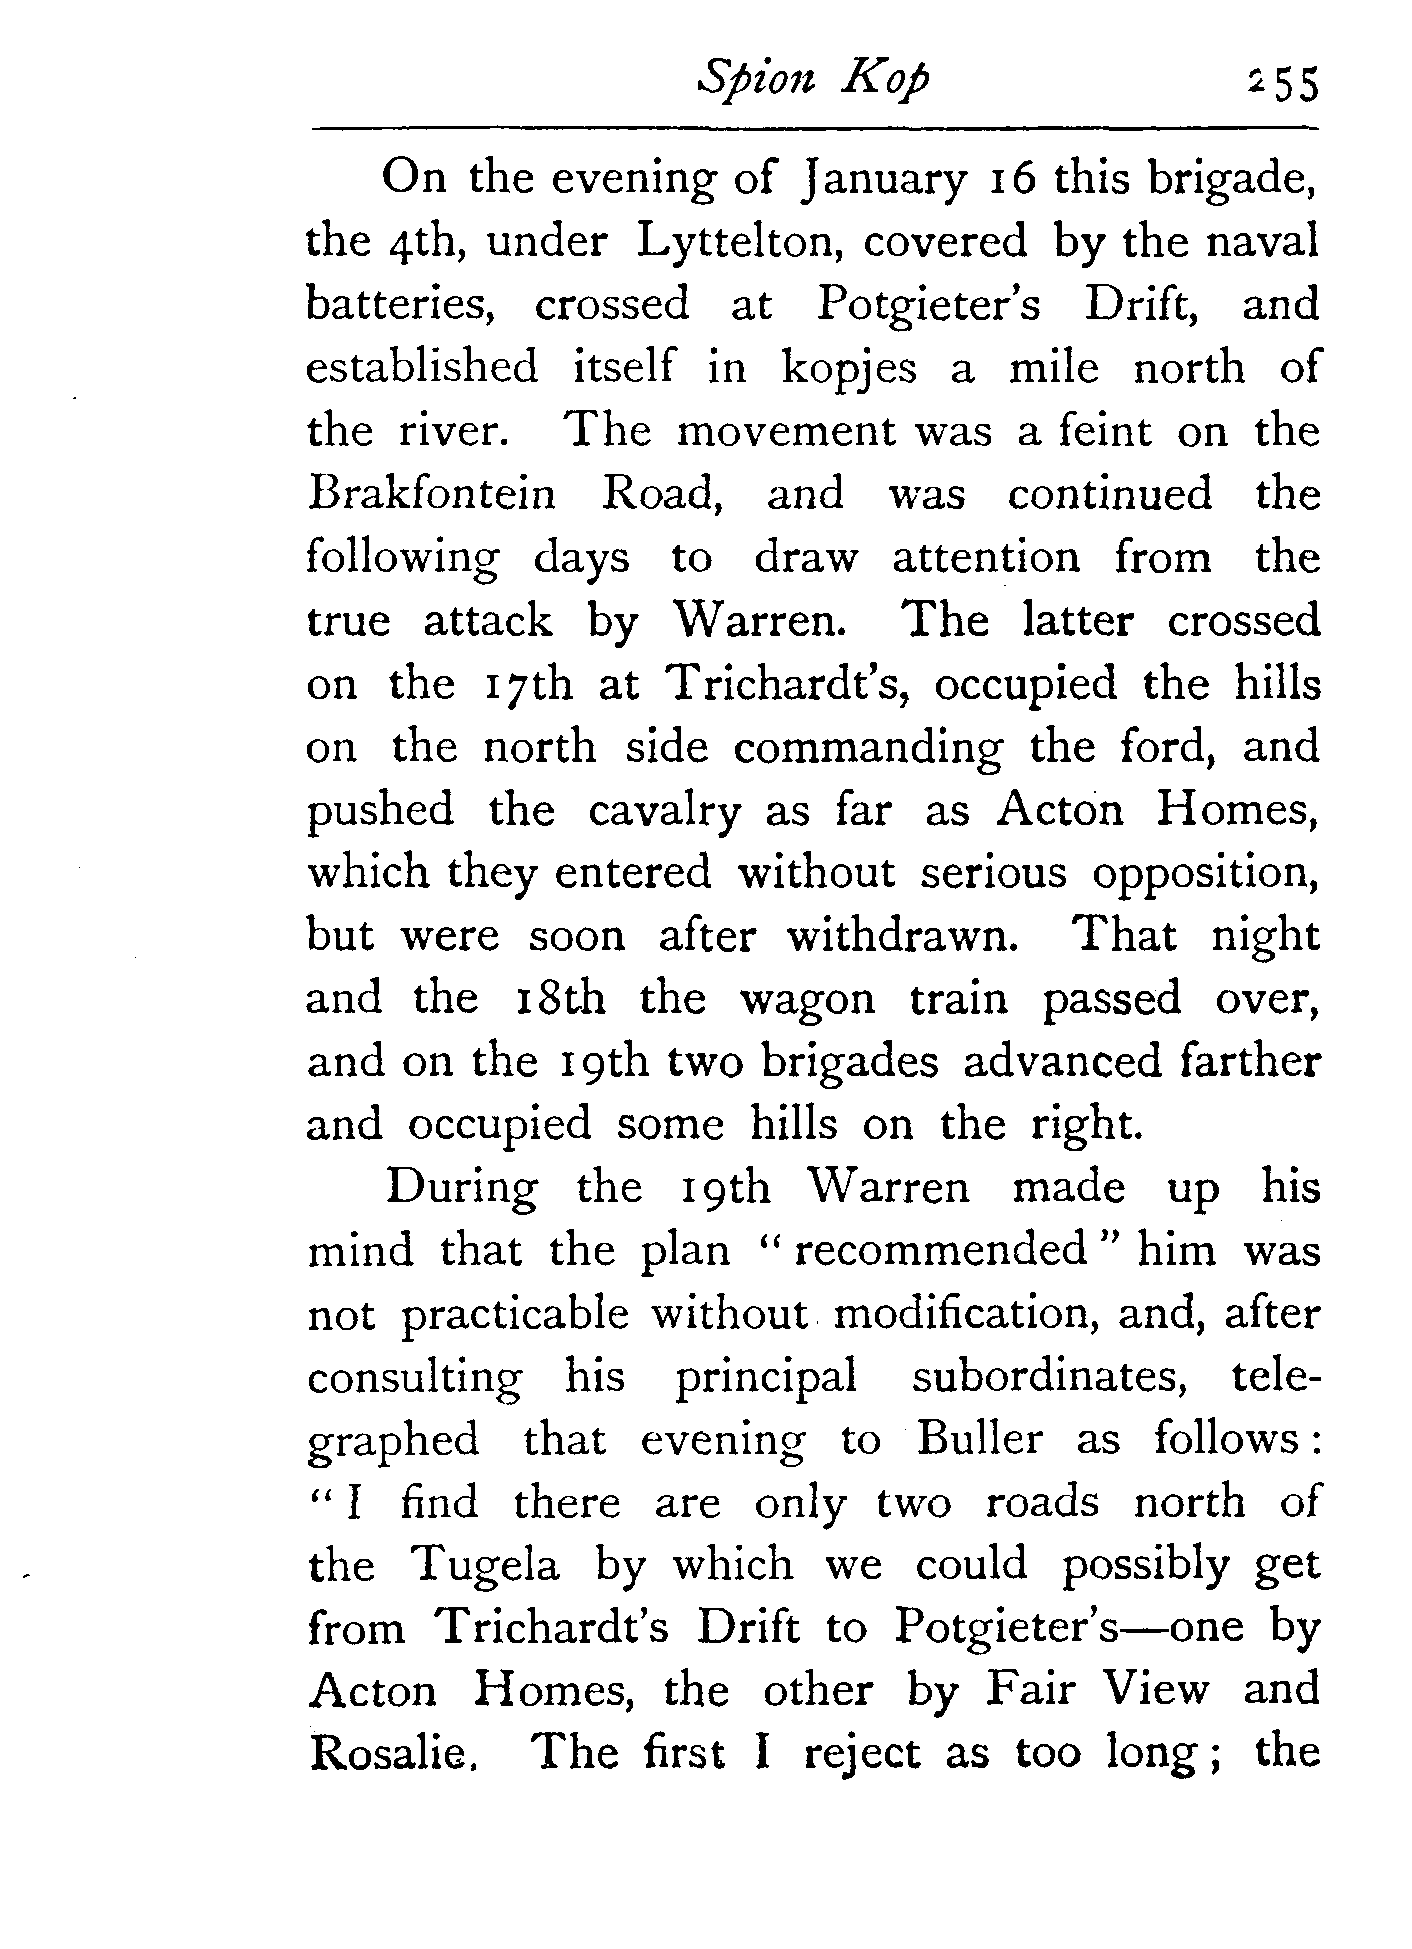 Spion Kop 255
On the evening of January 16 this brigade,
the 4th, under Lyttelton, covered by the naval
batteries, crossed at Potgieter's Drift, and
established itself in kopjes a mile north of
the river. The movement was a feint on the
Brakfontein Road, and was continued the
following days to draw attention from the
true attack by Warren. The latter crossed
on the 17th at Trichardt's, occupied the hills
on the north side commanding the ford, and
pushed the cavalry as far as Acton Homes,
which they entered without serious opposition,
but were soon after withdrawn. That night
and the 18th the wagon train passed over,
and on the 19th two brigades advanced farther
and occupied some hills on the right.
During the 19th Warren made up his
mind that the plan “ recommended ” him was
not practicable without modification, and, after
consulting his principal subordinates, tele-
graphed that evening to Buller as follows :
“ I find there are only two roads north of
the Tugela by which we could possibly get
from Trichardt's Drift to Potgieter's—one by
Acton Homes, the other by Fair View and
Rosalie. The first I reject as too long ; the